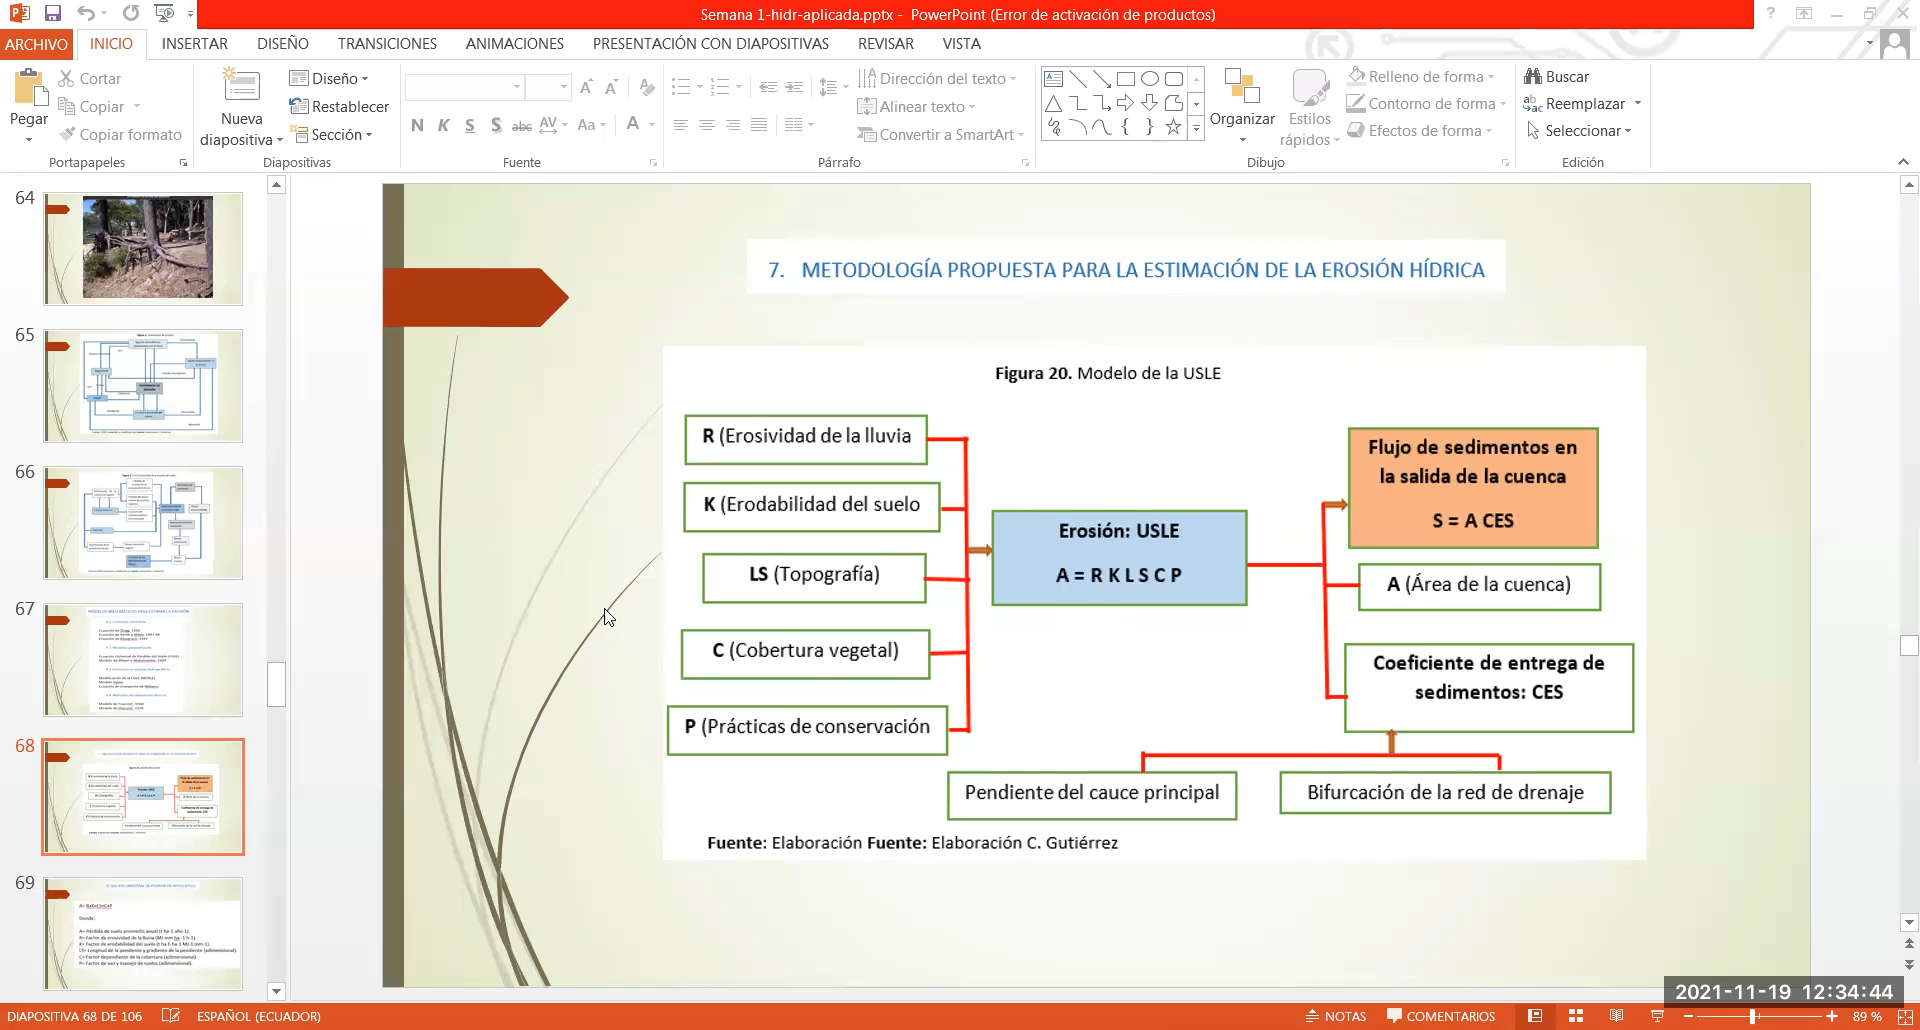 Semana 1-hidr-aplicada.pptx - PowerPoint (Error de activación de productos)
ARCHIVO INICIO INSERTAR DISEÑO TRANSICIONES ANIMACIONES PRESENTACIÓN CON DIAPOSITIVAS REVISAR VISTA
Pegar
Cortar
Copiar
Copiar formato
Portapapeles
Nueva
diapositiva
Diseño
Restablecer
Sección
Diapositivas
N K S S abc AV Aa A
Fuente
Dirección del texto
Alinear texto
Convertir a SmartArt
Párrafo
Organizar
Estilos
rápidos
Relleno de forma
Contorno de forma
Efectos de forma
Dibujo
Buscar
Reemplazar
Seleccionar
Edición
64
65
66
67
68
69
7. METODOLOGÍA PROPUESTA PARA LA ESTIMACIÓN DE LA EROSIÓN HÍDRICA
Figura 20. Modelo de la USLE
R (Erosividad de la lluvia
K (Erodabilidad del suelo
LS (Topografía)
C (Cobertura vegetal)
P (Prácticas de conservación
Erosión: USLE
A = R K L S C P
Flujo de sedimentos en
la salida de la cuenca
S = A CES
A (Área de la cuenca)
Coeficiente de entrega de
sedimentos: CES
Pendiente del cauce principal
Bifurcación de la red de drenaje
Fuente: Elaboración Fuente: Elaboración C. Gutiérrez
2021-11-19 12:34:44
DIAPOSITIVA 68 DE 106 ESPAÑOL (ECUADOR) NOTAS COMENTARIOS 89 %